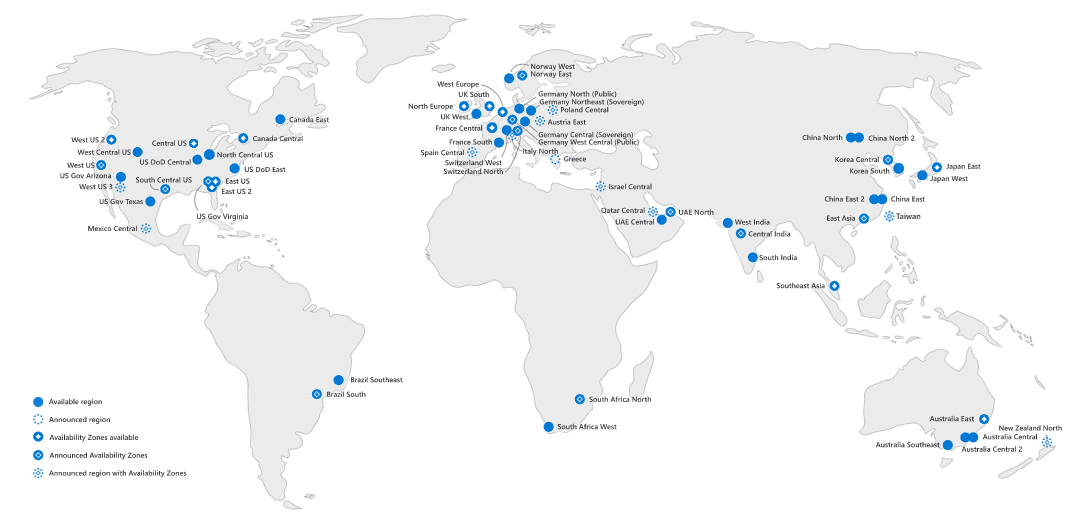 Norway West
Norway East
West Europe
UK South
Germany North (Public)
Germany Northeast (Sovereign)
North Europe
Poland Central
UK West
Austria East
France Central
Germany Central (Sovereign)
Germany West Central (Public)
France South
Italy North
Spain Central
Greece
Switzerland West
Switzerland North
Canada East
Canada Central
West US 2
Central US
West Central US
North Central US
US DoD Central
West US
US DoD East
US Gov Arizona
South Central US
East US
West US 3
East US 2
US Gov Texas
US Gov Virginia
Mexico Central
Israel Central
Qatar Central
UAE North
UAE Central
West India
Central India
South India
China North
China North 2
Korea Central
Korea South
Japan East
Japan West
China East 2
China East
East Asia
Taiwan
Southeast Asia
Brazil Southeast
Brazil South
South Africa North
South Africa West
Australia East
New Zealand North
Australia Central
Australia Southeast
Australia Central 2
Available region
Announced region
Availability Zones available
Announced Availability Zones
Announced region with Availability Zones